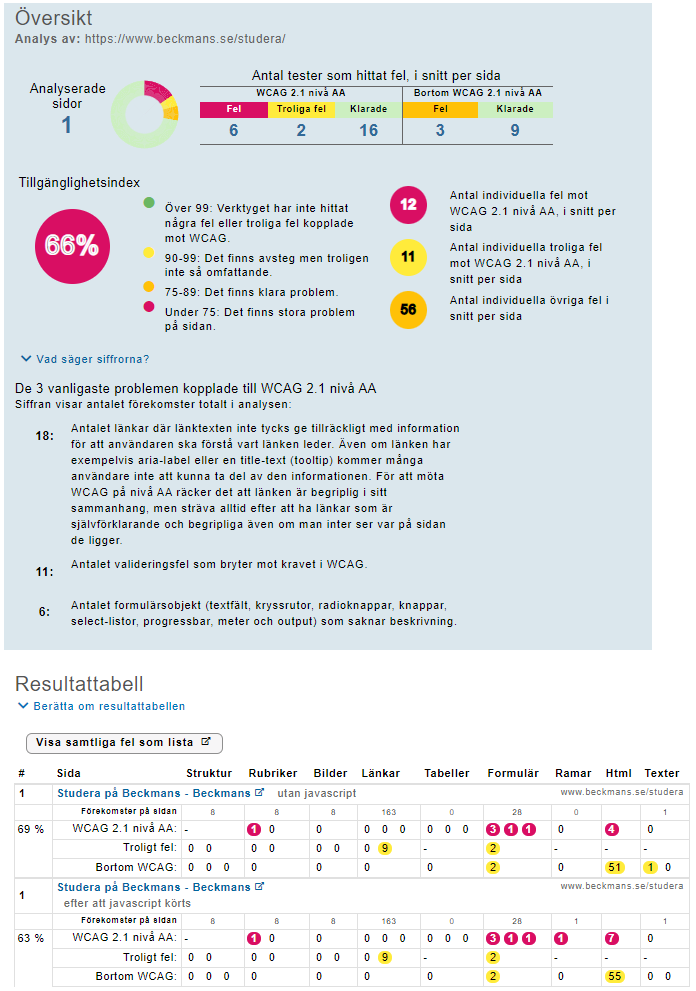 Översikt
Analys av: https://www.beckmans.se/studera/
Analyserade
sidor
1
Antal tester som hittat fel, i snitt per sida
WCAG 2.1 nivå AA Bortom WCAG 2.1 nivå AA
Fel Troliga fel Klarade Fel Klarade
6 2 16 3 9
Tillgänglighetsindex
66%
Över 99: Verktyget har inte hittat
några fel eller troliga fel kopplade
mot WCAG.
90-99: Det finns avsteg men troligen
inte så omfattande.
75-89: Det finns klara problem.
Under 75: Det finns stora problem
på sidan.
12
Antal individuella fel mot
WCAG 2.1 nivå AA, i snitt per
sida
11
Antal individuella troliga fel
mot WCAG 2.1 nivå AA, i
snitt per sida
56
Antal individuella övriga fel i
snitt per sida
Vad säger siffrorna?
De 3 vanligaste problemen kopplade till WCAG 2.1 nivå AA
Siffran visar antalet förekomster totalt i analysen:
18: Antalet länkar där länktexten inte tycks ge tillräckligt med information
för att användaren ska förstå vart länken leder. Även om länken har
exempelvis aria-label eller en title-text (tooltip) kommer många
användare inte att kunna ta del av den informationen. För att möta
WCAG på nivå AA räcker det att länken är begriplig i sitt
sammanhang, men sträva alltid efter att ha länkar som är
självförklarande och begripliga även om man inter ser var på sidan
de ligger.
11: Antalet valideringsfel som bryter mot kravet i WCAG.
6: Antalet formulärsobjekt (textfält, kryssrutor, radioknappar, knappar,
select-listor, progressbar, meter och output) som saknar beskrivning.
Resultattabell
Berätta om resultattabellen
Visa samtliga fel som lista
# Sida Struktur Rubriker Bilder Länkar Tabeller Formulär Ramar Html Texter
1 Studera på Beckmans - Beckmans utan javascript www.beckmans.se/studera
Förekomster på sidan 8 8 8 163 0 28 0 1
69 % WCAG 2.1 nivå AA: - 1 0 0 0 0 0 0 0 0 3 1 1 0 4 0
Troligt fel: 0 0 0 0 0 0 9 - 2 - - -
Bortom WCAG: 0 0 0 0 0 0 0 2 0 51 1 0
1 Studera på Beckmans - Beckmans www.beckmans.se/studera
efter att javascript körts
Förekomster på sidan 8 8 8 163 0 28 1 1
63 % WCAG 2.1 nivå AA: - 1 0 0 0 0 0 0 0 0 3 1 1 1 7 0
Troligt fel: 0 0 0 0 0 0 9 - 2 - - -
Bortom WCAG: 0 0 0 0 0 0 0 2 0 55 0 0